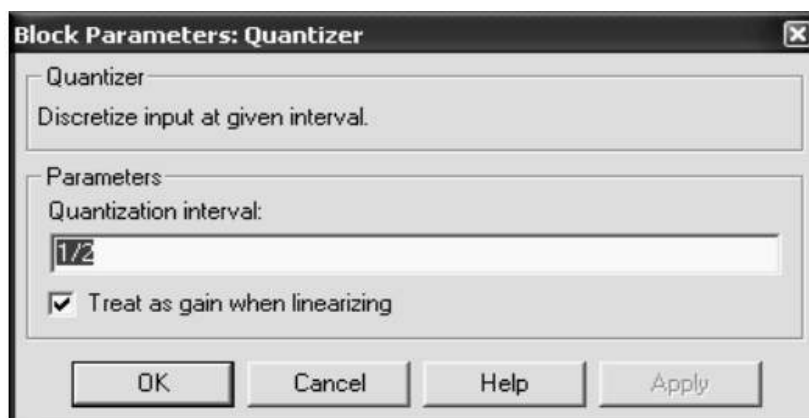 Block Parameters: Quantizer
Quantizer
Discretize input at given interval.
Parameters
Quantization interval:
1/2
Treat as gain when linearizing
OK Cancel Help Apply